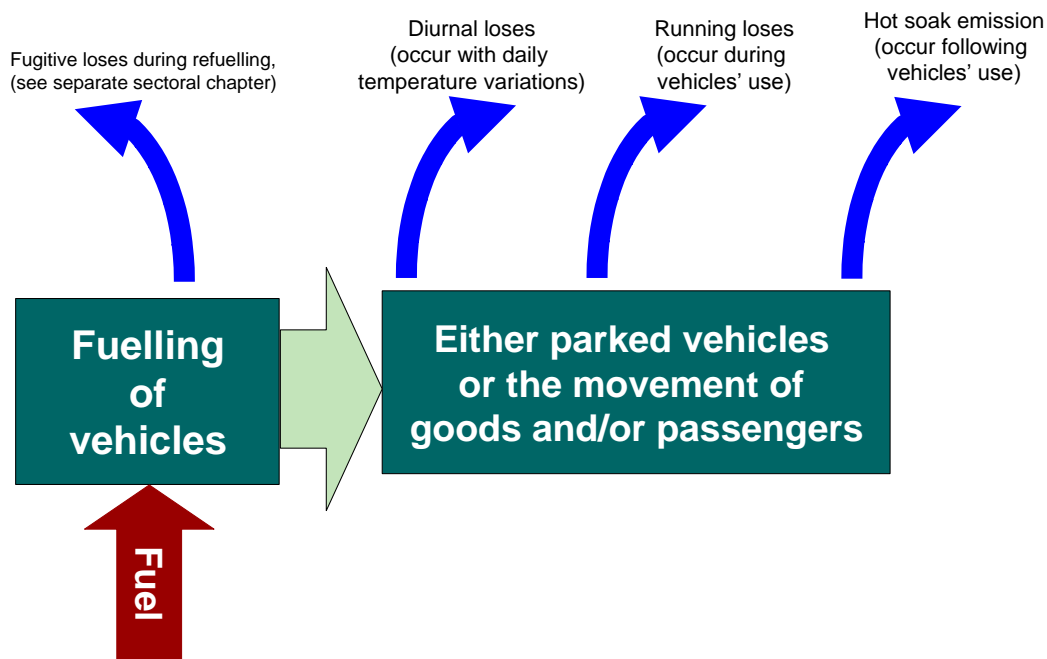 Fugitive loses during refuelling,
(see separate sectoral chapter)
Diurnal loses
(occur with daily
temperature variations)
Running loses
(occur during
vehicles' use)
Hot soak emission
(occur following
vehicles' use)
Fuelling
of
vehicles
Either parked vehicles
or the movement of
goods and/or passengers
Fuel